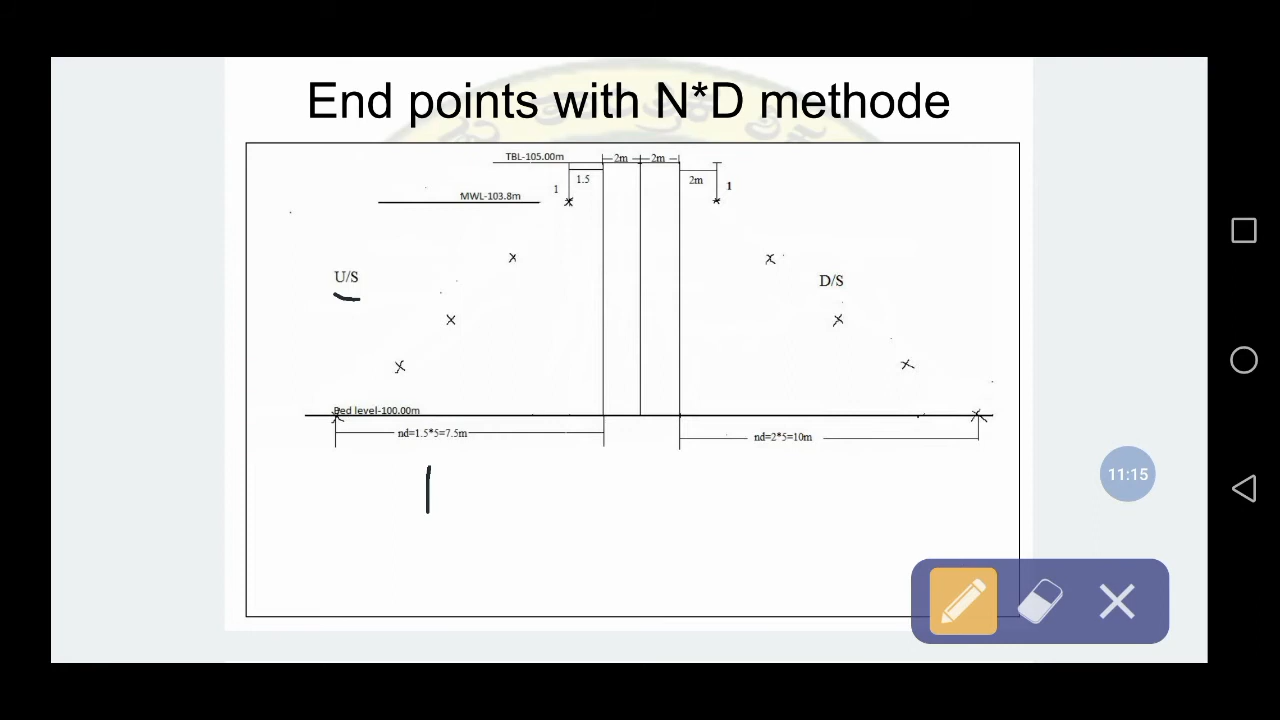 End points with N*D methode
TBL-105.00m
2m
2m
1.5
1
2m
1
MWL-103.8m
U/S
D/S
Bed level-100.00m
nd=1.5*5=7.5m
nd=2*5=10m
11:15